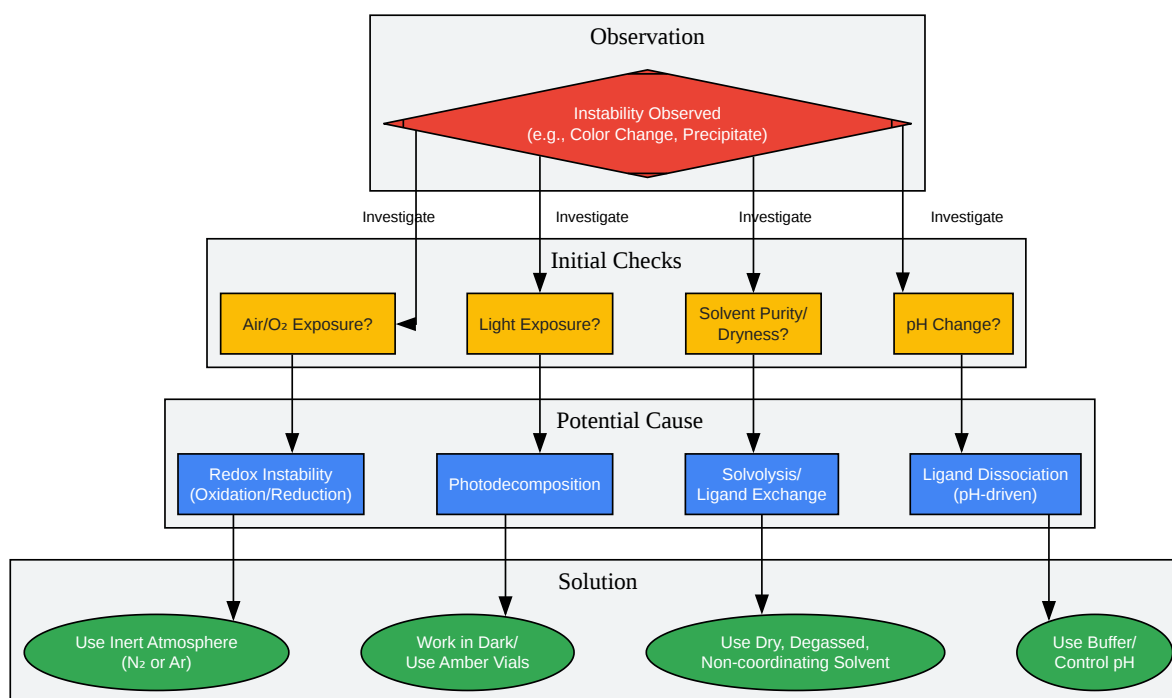 Observation
Instability Observed
(e.g., Color Change, Precipitate)
Investigate
Investigate
Investigate
Investigate
Initial Checks
Air/O₂ Exposure?
Light Exposure?
Solvent Purity/
Dryness?
pH Change?
Potential Cause
Redox Instability
(Oxidation/Reduction)
Photodecomposition
Solvolysis/
Ligand Exchange
Ligand Dissociation
(pH-driven)
Solution
Use Inert Atmosphere
(N₂ or Ar)
Work in Dark/
Use Amber Vials
Use Dry, Degassed,
Non-coordinating Solvent
Use Buffer/
Control pH